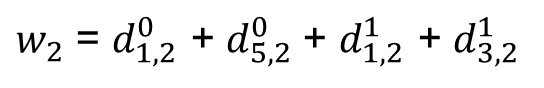 w₂ = d⁰₁,₂ + d⁰₅,₂ + d¹₁,₂ + d¹₃,₂